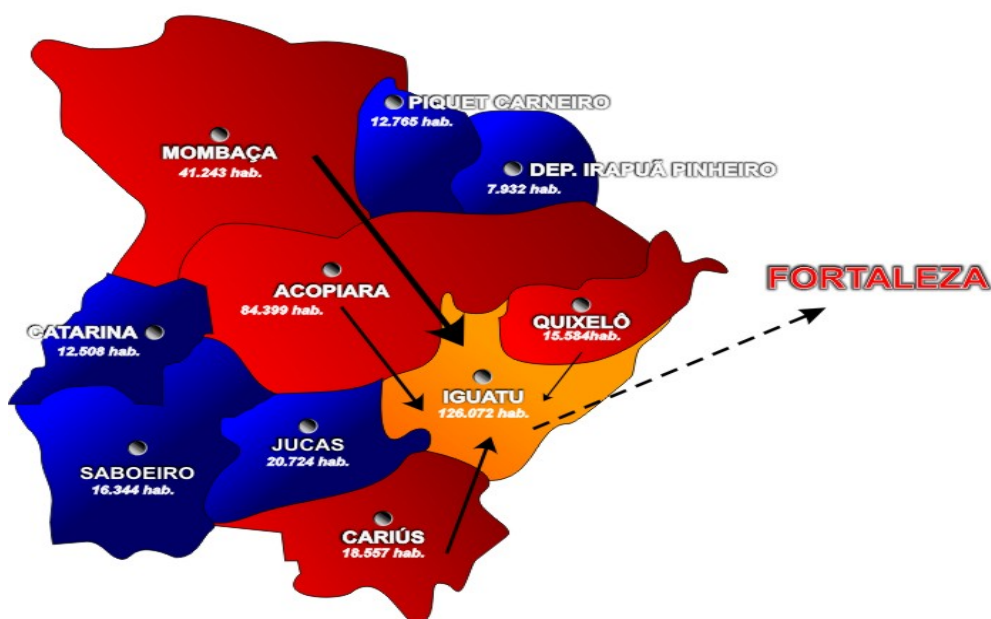 PIQUET CARNEIRO
12.765 hab.
MOMBAÇA
41.243 hab.
DEP. IRAPUÃ PINHEIRO
7.932 hab.
FORTALEZA
ACOPIARA
84.399 hab.
QUIXELÔ
15.584hab.
CATARINA
12.508 hab.
IGUATU
126.072 hab.
JUCAS
20.724 hab.
SABOEIRO
16.344 hab.
CARIÚS
18.557 hab.